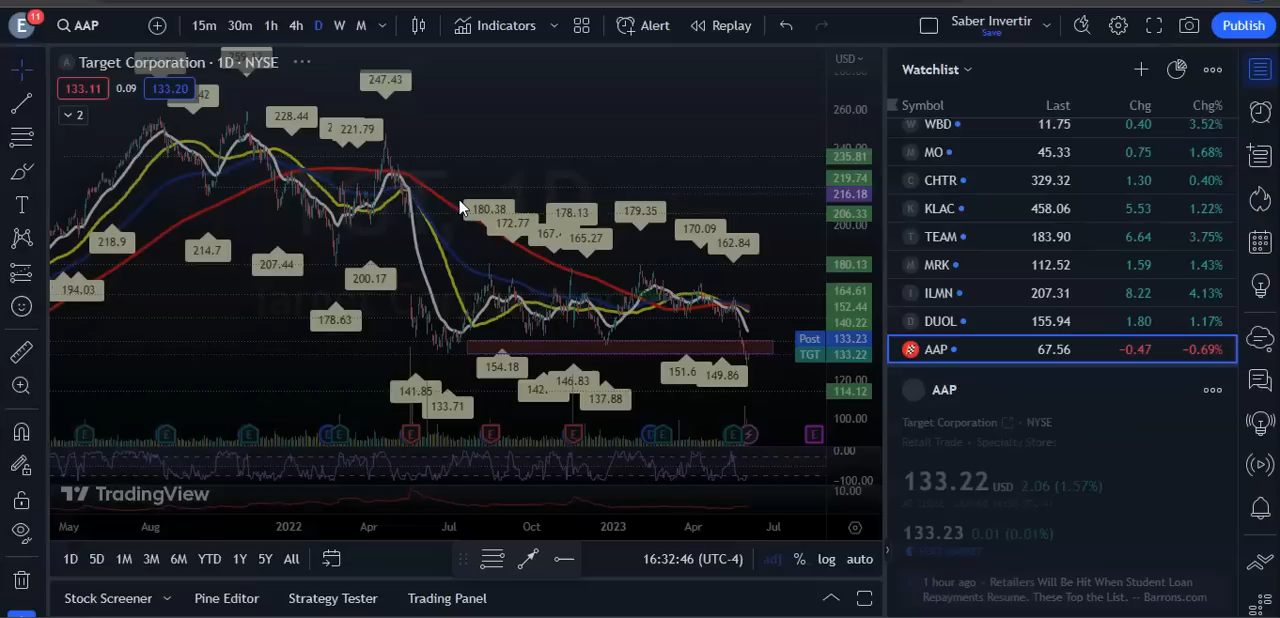 E
11
AAP
15m 30m 1h 4h D W M
Indicators
Alert
Replay
Saber Invertir
Save
Publish
Target Corporation · 1D · NYSE
133.11 0.09 133.20
2
USD
247.43
228.44
221.79
218.9
214.7
207.44
200.17
194.03
178.63
180.38
172.77
178.13
165.27
179.35
170.09
162.84
154.18
146.83
137.88
149.86
141.85
133.71
260.00
235.81
219.74
216.18
206.33
200.00
180.13
164.61
152.44
140.22
Post 133.23
TGT 133.22
120.00
114.12
100.00
0.00
−100.00
10.00
TradingView
May Aug 2022 Apr Jul Oct 2023 Apr Jul
1D 5D 1M 3M 6M YTD 1Y 5Y All
16:32:46 (UTC-4) adj % log auto
Stock Screener Pine Editor Strategy Tester Trading Panel
Watchlist
Symbol Last Chg Chg%
WBD 11.75 0.40 3.52%
MO 45.33 0.75 1.68%
CHTR 329.32 1.30 0.40%
KLAC 458.06 5.53 1.22%
TEAM 183.90 6.64 3.75%
MRK 112.52 1.59 1.43%
ILMN 207.31 8.22 4.13%
DUOL 155.94 1.80 1.17%
AAP 67.56 −0.47 −0.69%
AAP
Target Corporation · NYSE
Retail Trade · Specialty Stores
133.22 USD 2.06 (1.57%)
133.23 0.01 (0.01%)
1 hour ago · Retailers Will Be Hit When Student Loan
Repayments Resume. These Top the List. -- Barrons.com